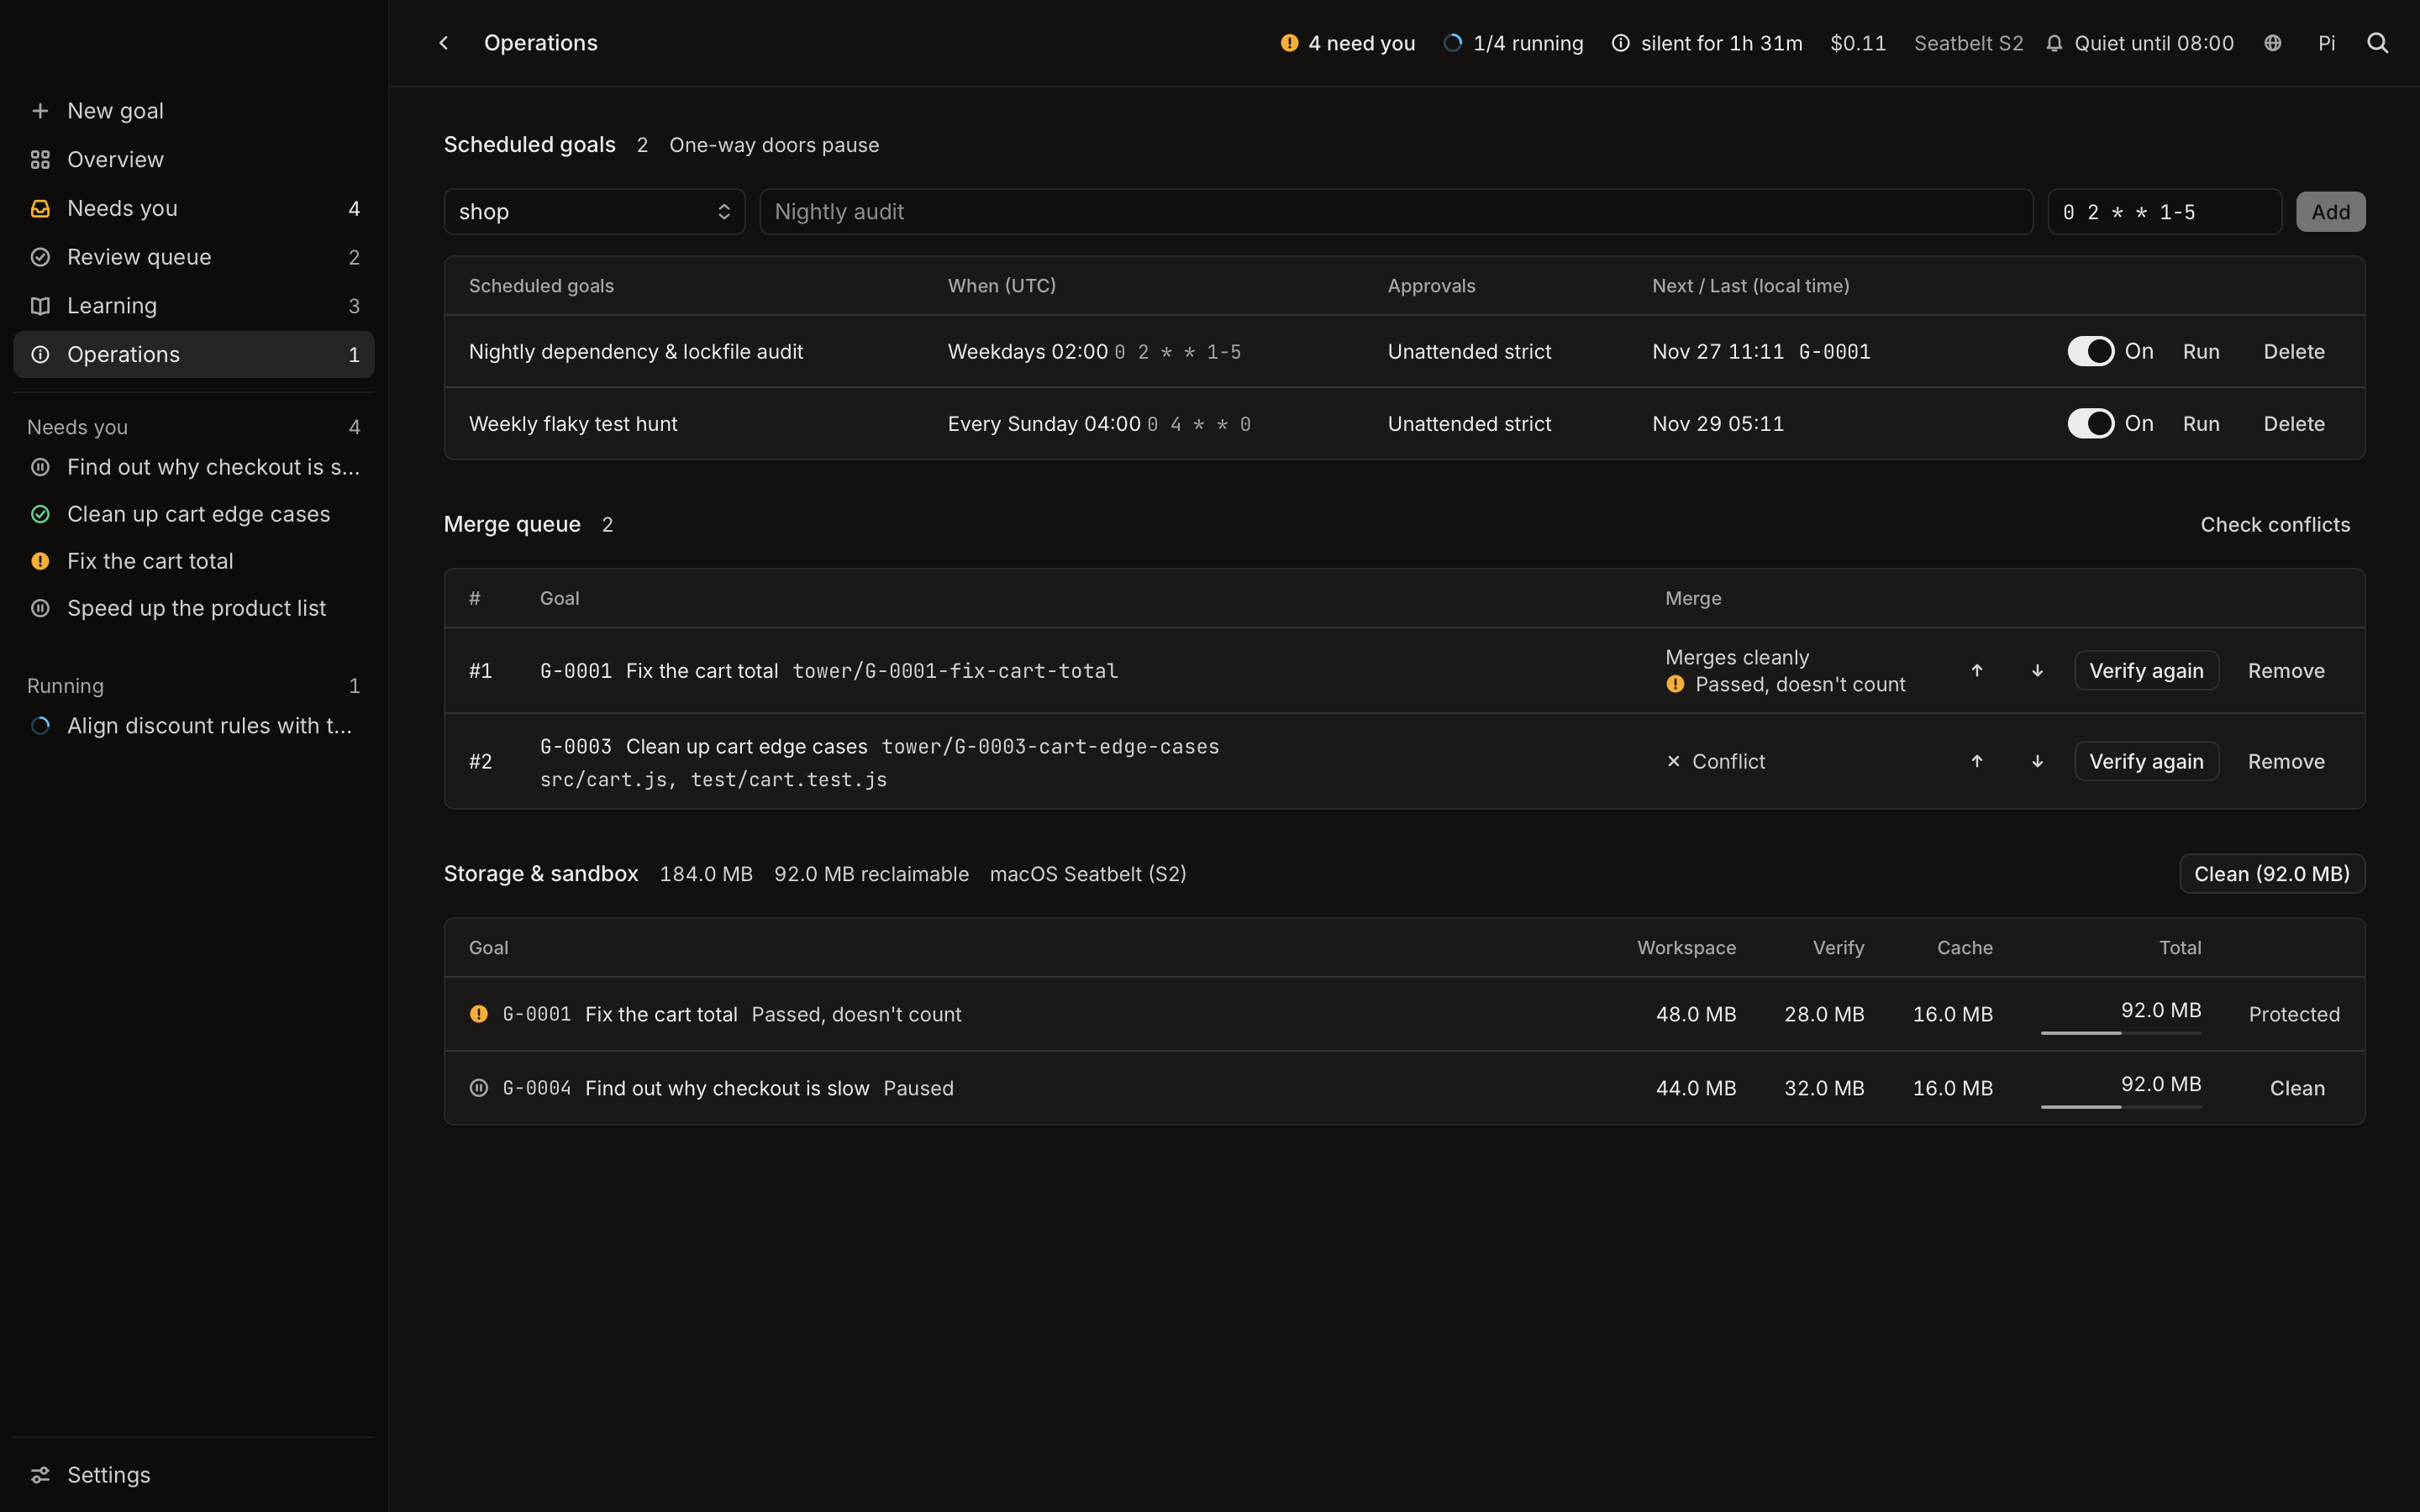 Operations
4 need you
1/4 running
silent for 1h 31m
$0.11
Seatbelt S2
Quiet until 08:00
Pi
New goal
Overview
Needs you 4
Review queue 2
Learning 3
Operations 1
Needs you 4
Find out why checkout is s...
Clean up cart edge cases
Fix the cart total
Speed up the product list
Running 1
Align discount rules with t...
Settings
Scheduled goals 2 One-way doors pause
shop
Nightly audit
0 2 * * 1-5
Add
Scheduled goals When (UTC) Approvals Next / Last (local time)
Nightly dependency & lockfile audit Weekdays 02:00 0 2 * * 1-5 Unattended strict Nov 27 11:11 G-0001 On Run Delete
Weekly flaky test hunt Every Sunday 04:00 0 4 * * 0 Unattended strict Nov 29 05:11 On Run Delete
Merge queue 2 Check conflicts
# Goal Merge
#1 G-0001 Fix the cart total tower/G-0001-fix-cart-total
Merges cleanly
Passed, doesn't count
Verify again Remove
#2 G-0003 Clean up cart edge cases tower/G-0003-cart-edge-cases
src/cart.js, test/cart.test.js
Conflict
Verify again Remove
Storage & sandbox 184.0 MB 92.0 MB reclaimable macOS Seatbelt (S2) Clean (92.0 MB)
Goal Workspace Verify Cache Total
G-0001 Fix the cart total Passed, doesn't count 48.0 MB 28.0 MB 16.0 MB 92.0 MB Protected
G-0004 Find out why checkout is slow Paused 44.0 MB 32.0 MB 16.0 MB 92.0 MB Clean